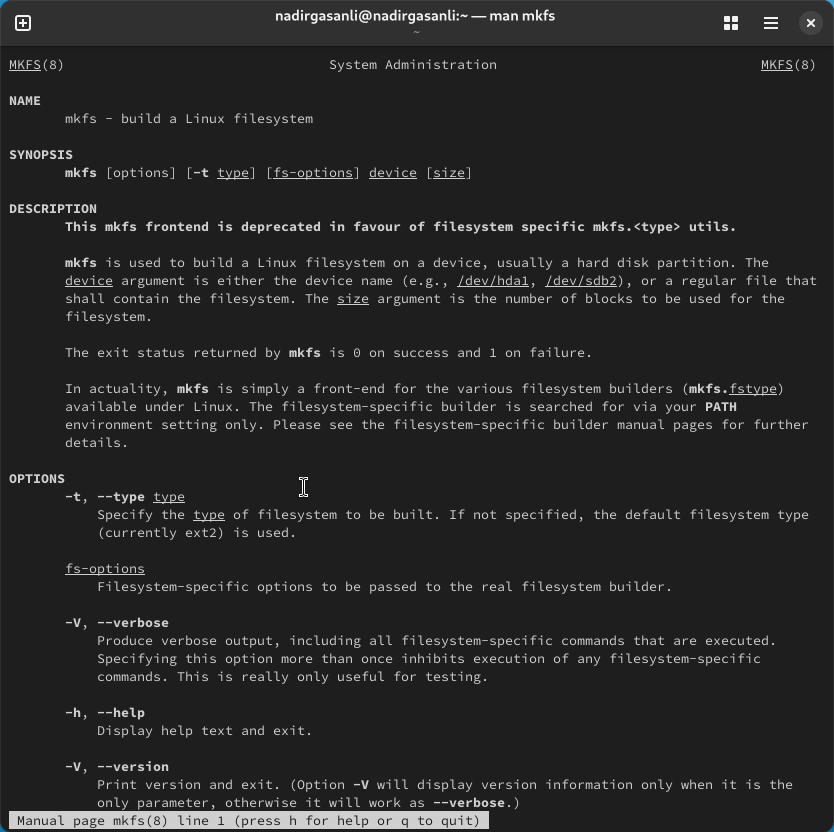 nadirgasanli@nadirgasanli:~ — man mkfs
~
MKFS(8) System Administration MKFS(8)
NAME
mkfs - build a Linux filesystem
SYNOPSIS
mkfs [options] [-t type] [fs-options] device [size]
DESCRIPTION
This mkfs frontend is deprecated in favour of filesystem specific mkfs.<type> utils.
mkfs is used to build a Linux filesystem on a device, usually a hard disk partition. The
device argument is either the device name (e.g., /dev/hda1, /dev/sdb2), or a regular file that
shall contain the filesystem. The size argument is the number of blocks to be used for the
filesystem.
The exit status returned by mkfs is 0 on success and 1 on failure.
In actuality, mkfs is simply a front-end for the various filesystem builders (mkfs.fstype)
available under Linux. The filesystem-specific builder is searched for via your PATH
environment setting only. Please see the filesystem-specific builder manual pages for further
details.
OPTIONS
-t, --type type
Specify the type of filesystem to be built. If not specified, the default filesystem type
(currently ext2) is used.
fs-options
Filesystem-specific options to be passed to the real filesystem builder.
-V, --verbose
Produce verbose output, including all filesystem-specific commands that are executed.
Specifying this option more than once inhibits execution of any filesystem-specific
commands. This is really only useful for testing.
-h, --help
Display help text and exit.
-V, --version
Print version and exit. (Option -V will display version information only when it is the
only parameter, otherwise it will work as --verbose.)
Manual page mkfs(8) line 1 (press h for help or q to quit)